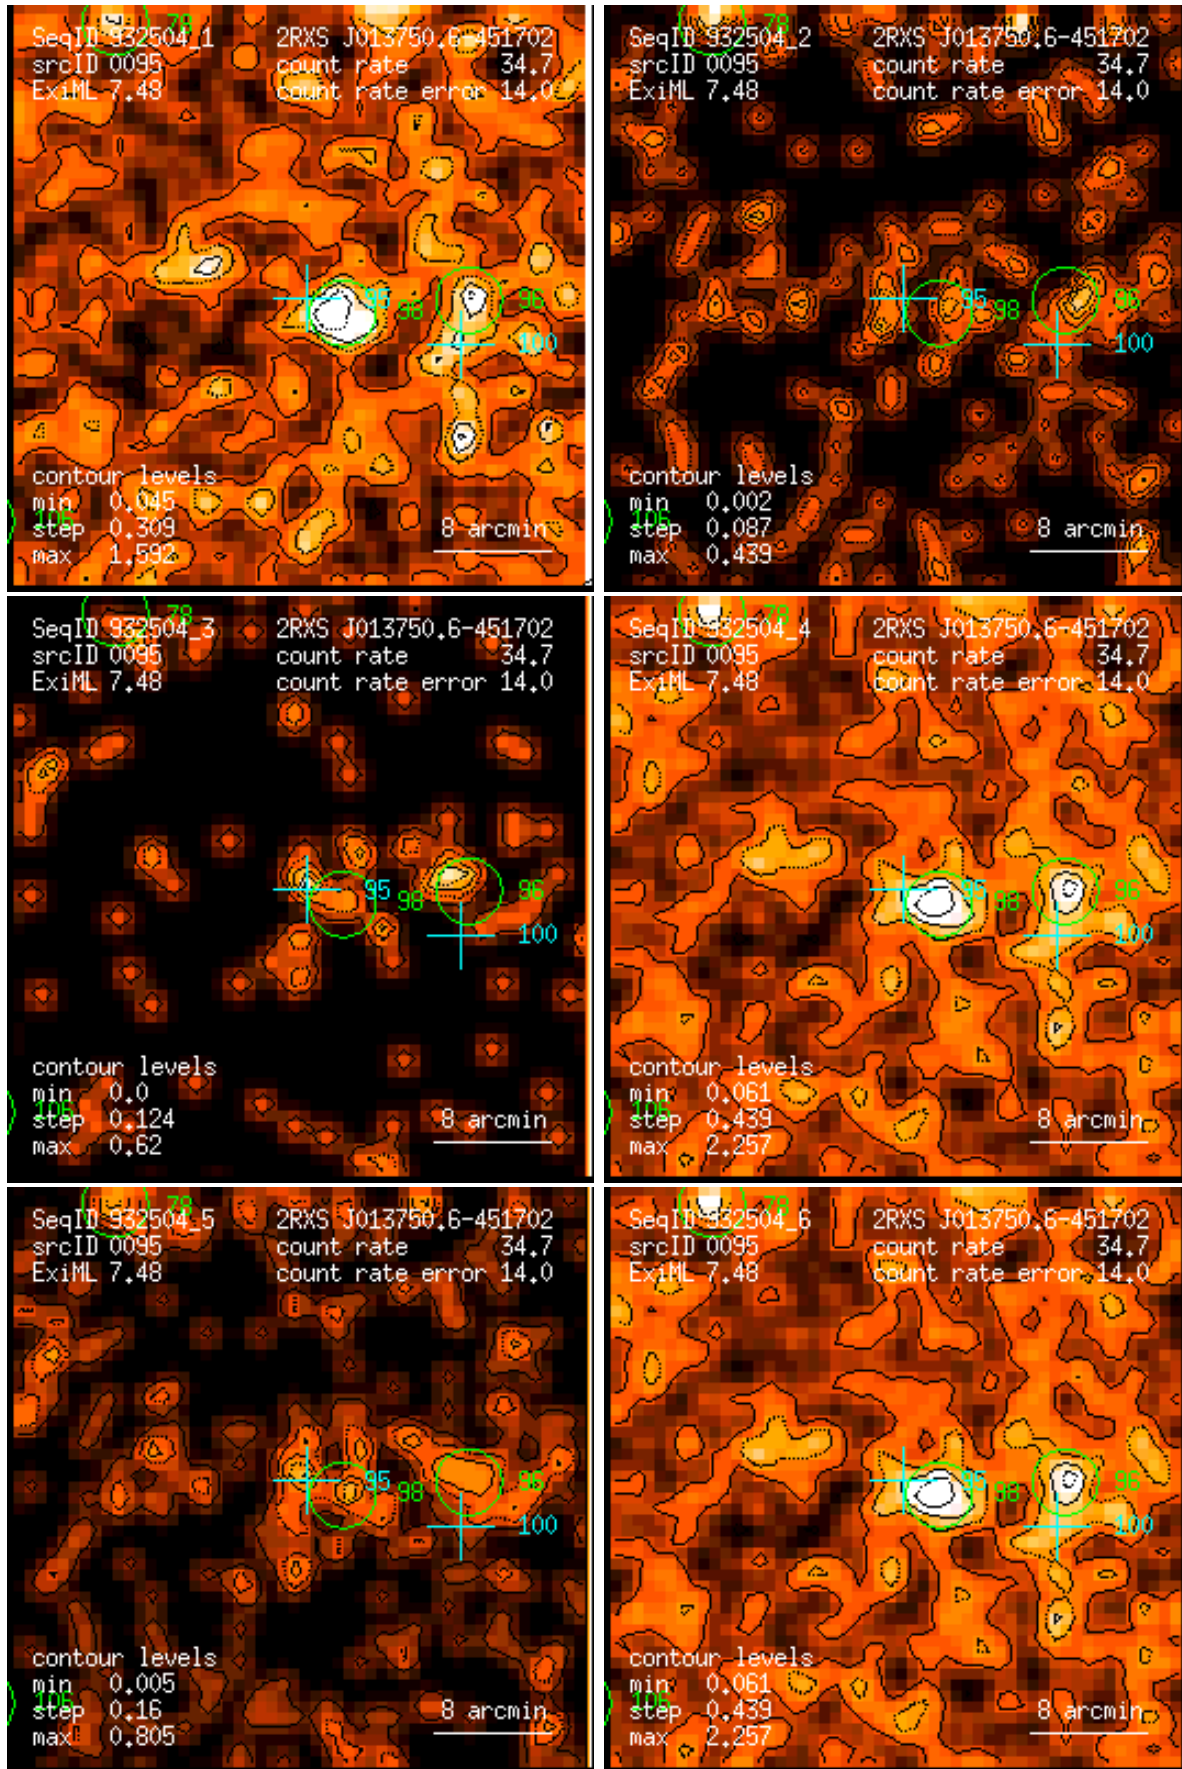 78
SeqID 932504_1 2RXS J013750.6-451702
srcID 0095 count rate 34.7
ExiML 7.48 count rate error 14.0
95 98 96
100
contour levels
min 0.045
106
step 0.309 8 arcmin
max 1.592
78
SeqID 932504_2 2RXS J013750.6-451702
srcID 0095 count rate 34.7
ExiML 7.48 count rate error 14.0
95 98 96
100
contour levels
min 0.002
106
step 0.087 8 arcmin
max 0.439
78
SeqID 932504_3 2RXS J013750.6-451702
srcID 0095 count rate 34.7
ExiML 7.48 count rate error 14.0
95 98 96
100
contour levels
min 0.0
106
step 0.124 8 arcmin
max 0.62
78
SeqID 932504_4 2RXS J013750.6-451702
srcID 0095 count rate 34.7
ExiML 7.48 count rate error 14.0
95 98 96
100
contour levels
min 0.061
106
step 0.439 8 arcmin
max 2.257
78
SeqID 932504_5 2RXS J013750.6-451702
srcID 0095 count rate 34.7
ExiML 7.48 count rate error 14.0
95 98 96
100
contour levels
min 0.005
106
step 0.16 8 arcmin
max 0.805
78
SeqID 932504_6 2RXS J013750.6-451702
srcID 0095 count rate 34.7
ExiML 7.48 count rate error 14.0
95 98 96
100
contour levels
min 0.061
106
step 0.439 8 arcmin
max 2.257